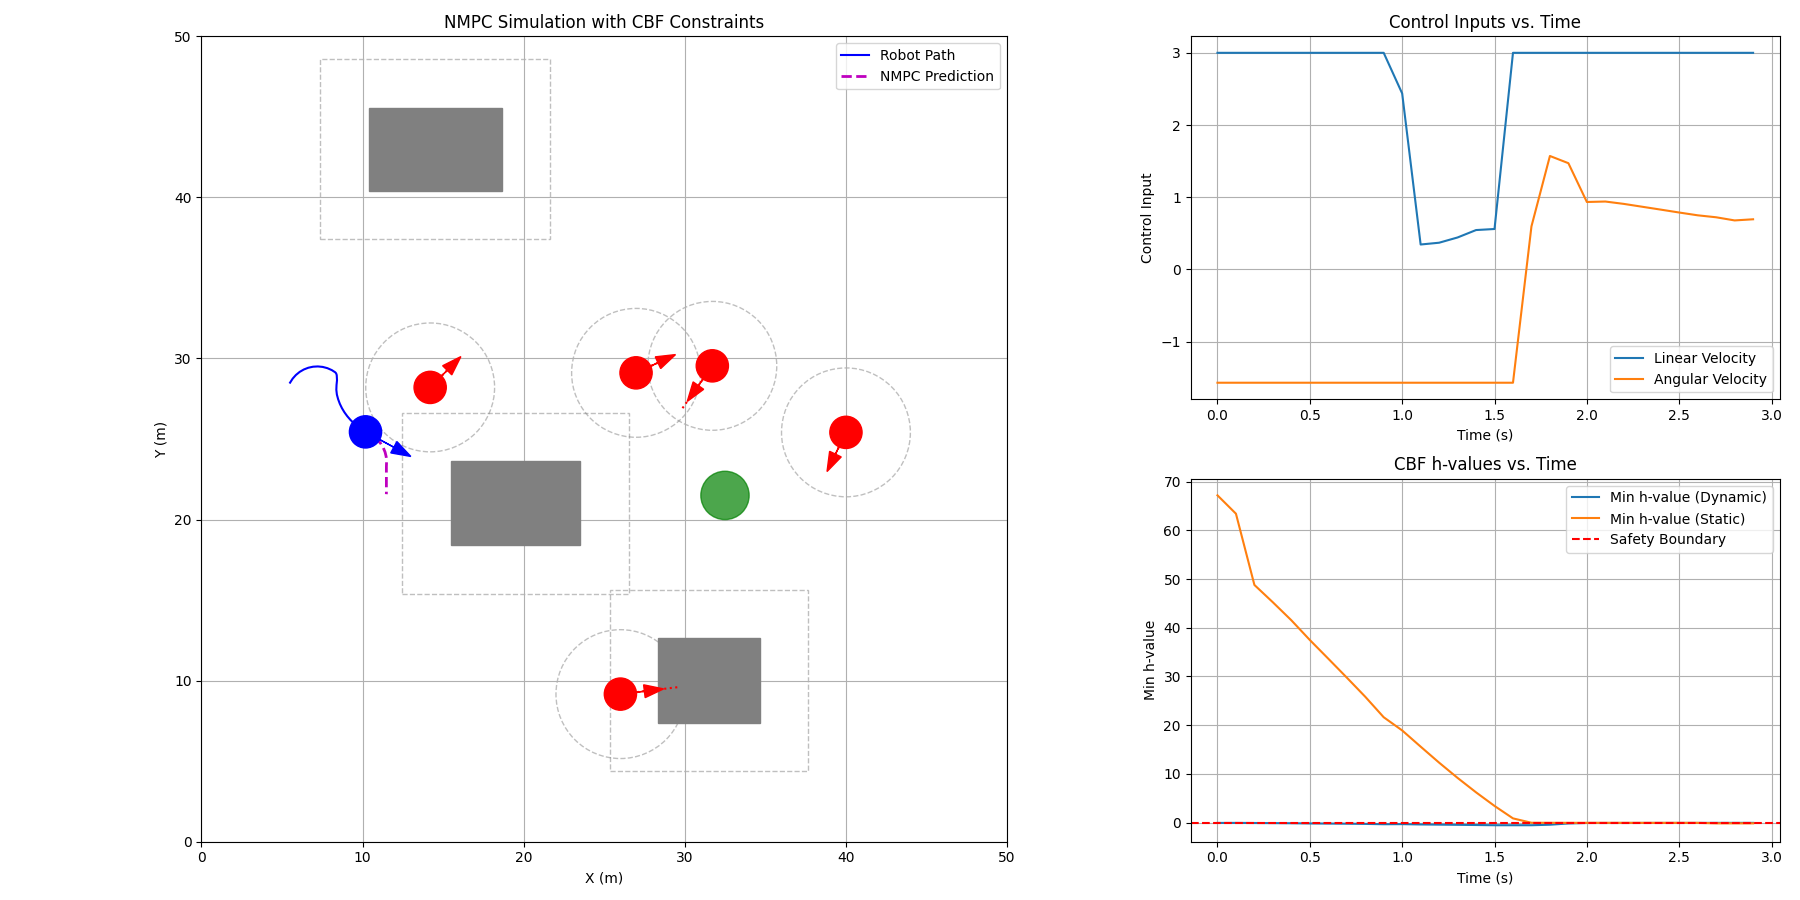 NMPC Simulation with CBF Constraints
50
40
30
20
10
0
Y (m)
0 10 20 30 40 50
X (m)
Robot Path
NMPC Prediction
Control Inputs vs. Time
3
2
1
0
−1
Control Input
0.0 0.5 1.0 1.5 2.0 2.5 3.0
Time (s)
Linear Velocity
Angular Velocity
CBF h-values vs. Time
70
60
50
40
30
20
10
0
Min h-value
0.0 0.5 1.0 1.5 2.0 2.5 3.0
Time (s)
Min h-value (Dynamic)
Min h-value (Static)
Safety Boundary